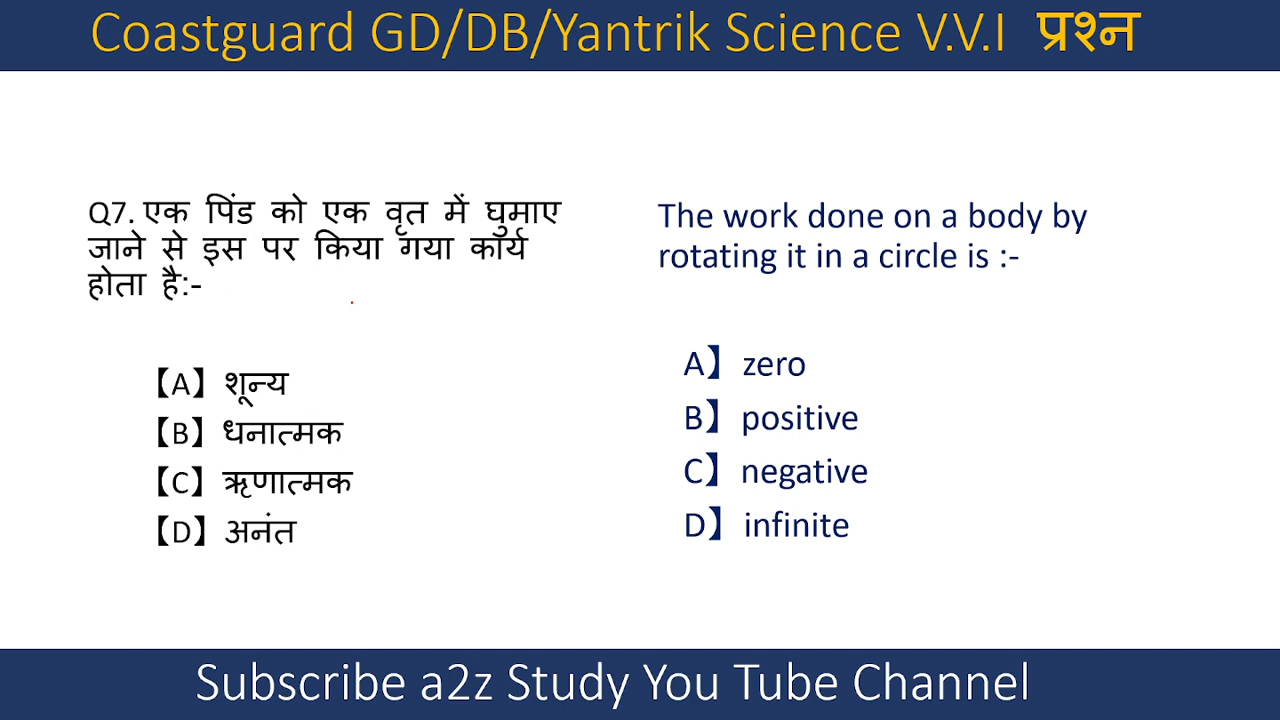 Coastguard GD/DB/Yantrik Science V.V.I प्रश्न
Q7. एक पिंड को एक वृत में घुमाए
जाने से इस पर किया गया कार्य
होता है:-
【A】शून्य
【B】धनात्मक
【C】ऋणात्मक
【D】अनंत
The work done on a body by
rotating it in a circle is :-
A】zero
B】positive
C】negative
D】infinite
Subscribe a2z Study You Tube Channel